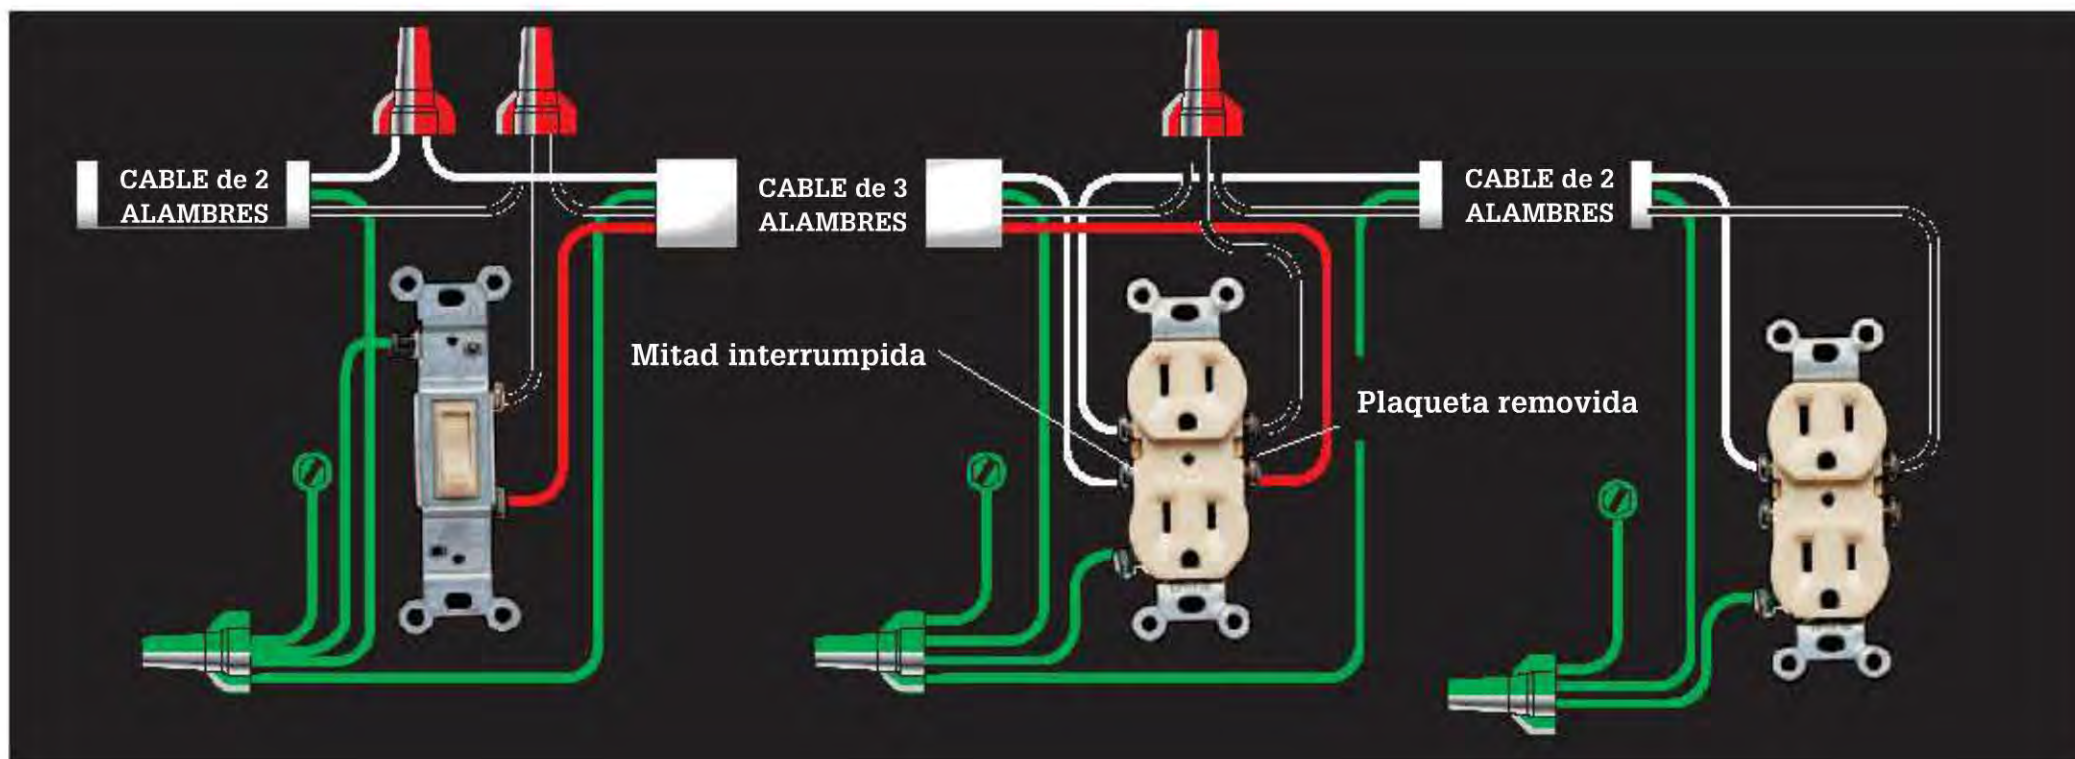 CABLE de 2
ALAMBRES
CABLE de 3
ALAMBRES
CABLE de 2
ALAMBRES
Mitad interrumpida
Plaqueta removida